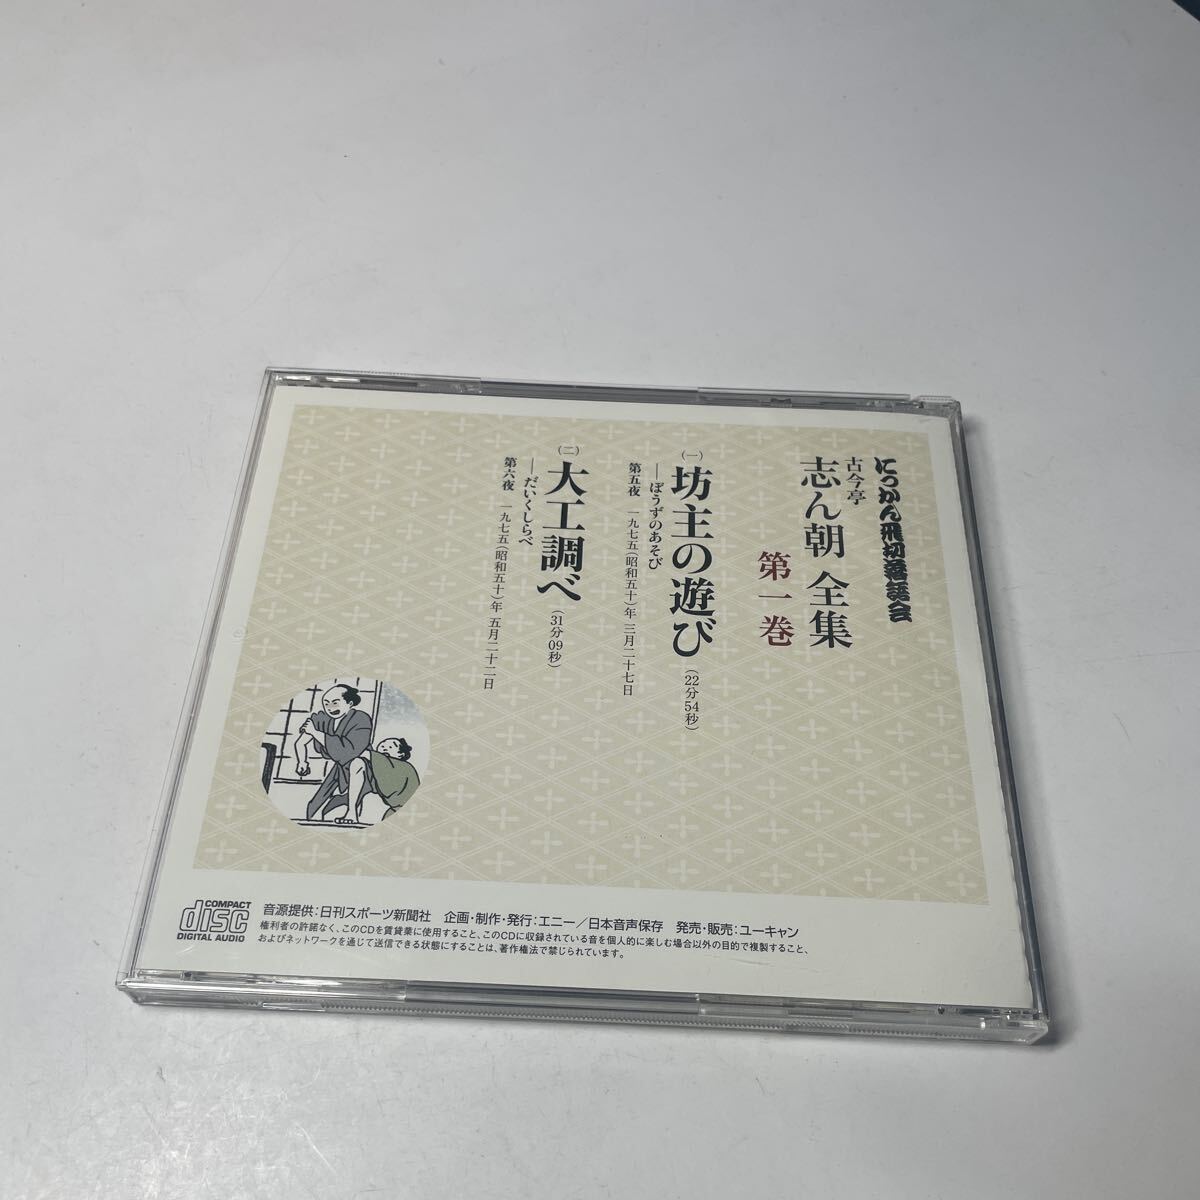 にっかん飛切落語会
古今亭
志ん朝 全集
第一巻
(一)
坊主の遊び
(22分54秒)
──ぼうずのあそび
第五夜 一九七五(昭和五十)年 三月二十七日
(二)
大工調べ
(31分09秒)
──だいくしらべ
第六夜 一九七五(昭和五十)年 五月二十二日
COMPACT
disc
DIGITAL AUDIO
音源提供:日刊スポーツ新聞社 企画・制作・発行:エニー/日本音声保存 発売・販売:ユーキャン
権利者の許諾なく、このCDを賃貸業に使用すること、このCDに収録されている音を個人的に楽しむ場合以外の目的で複製すること、
およびネットワークを通じて送信できる状態にすることは、著作権法で禁じられています。